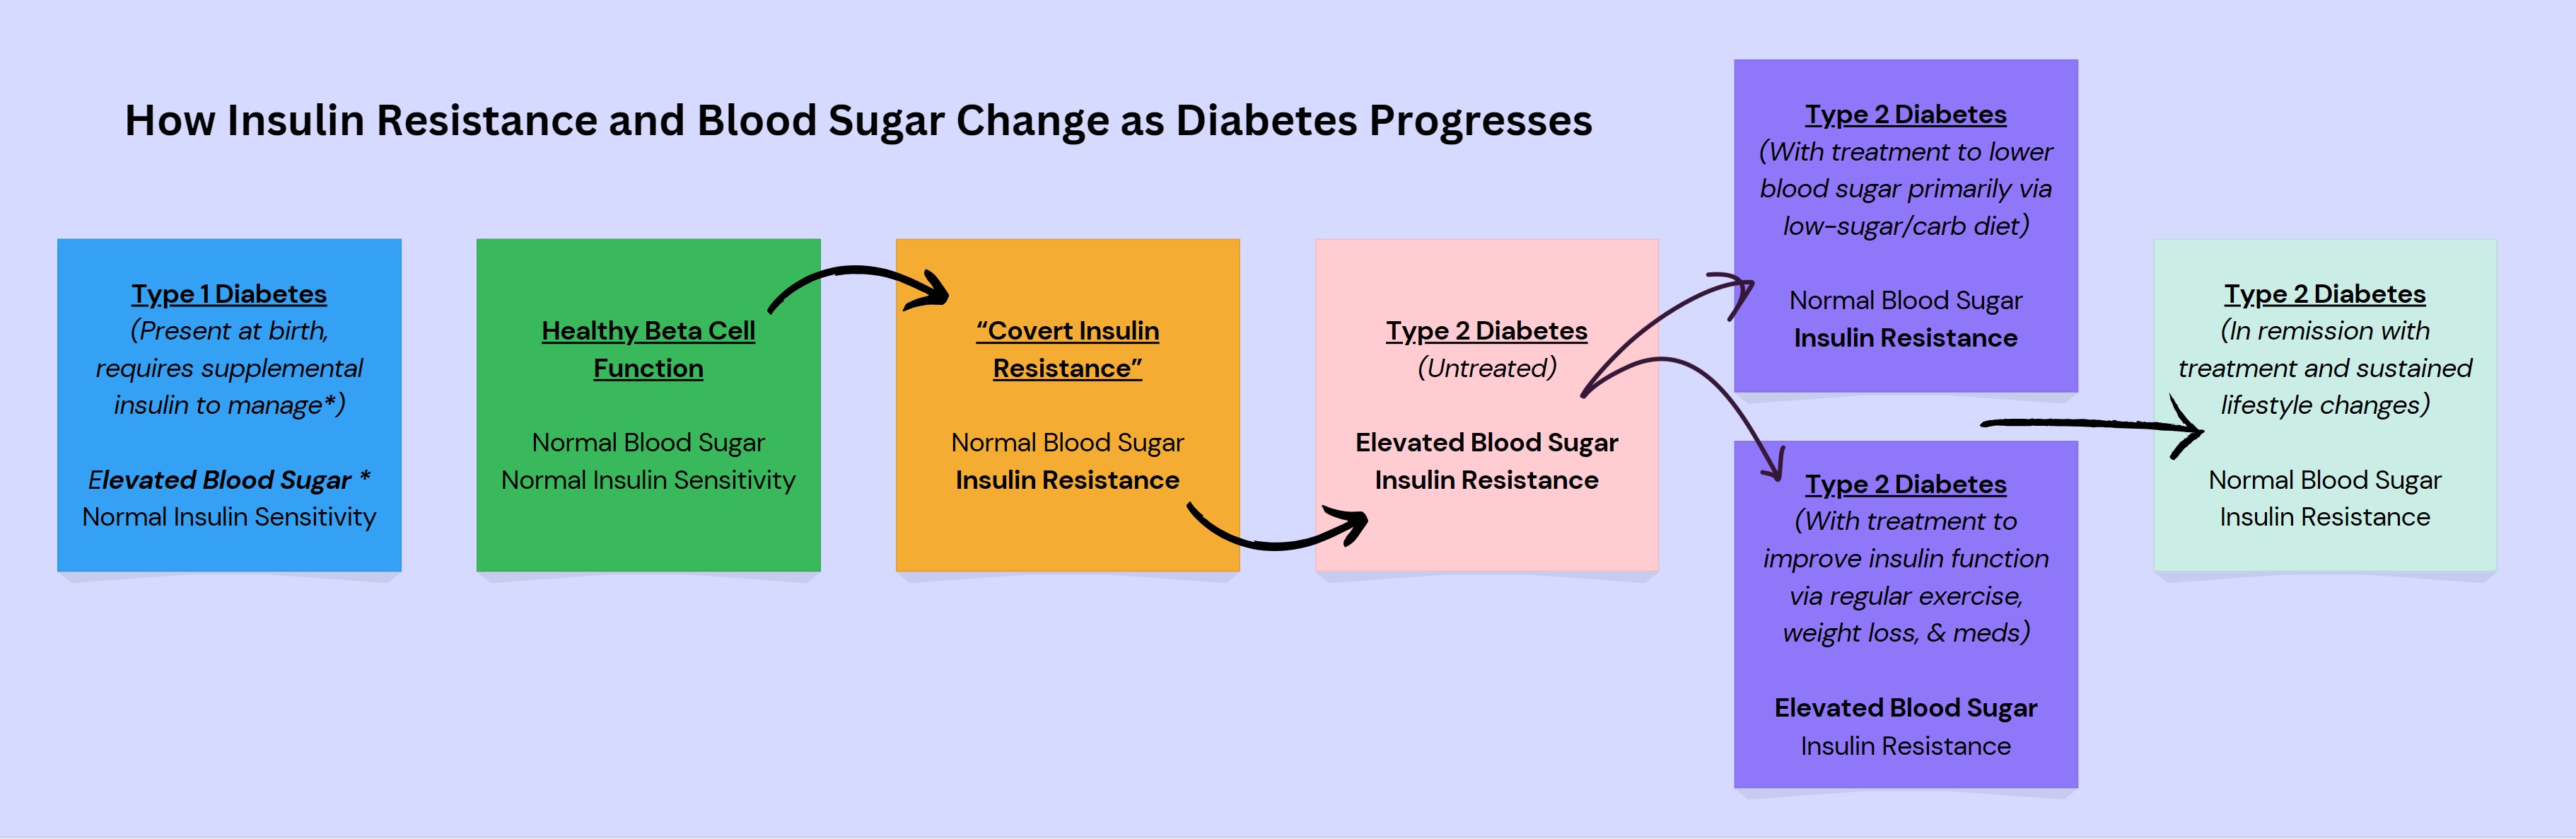 How Insulin Resistance and Blood Sugar Change as Diabetes Progresses
Type 1 Diabetes
(Present at birth,
requires supplemental
insulin to manage*)
Elevated Blood Sugar *
Normal Insulin Sensitivity
Healthy Beta Cell
Function
Normal Blood Sugar
Normal Insulin Sensitivity
“Covert Insulin
Resistance”
Normal Blood Sugar
Insulin Resistance
Type 2 Diabetes
(Untreated)
Elevated Blood Sugar
Insulin Resistance
Type 2 Diabetes
(With treatment to lower
blood sugar primarily via
low-sugar/carb diet)
Normal Blood Sugar
Insulin Resistance
Type 2 Diabetes
(With treatment to
improve insulin function
via regular exercise,
weight loss, & meds)
Elevated Blood Sugar
Insulin Resistance
Type 2 Diabetes
(In remission with
treatment and sustained
lifestyle changes)
Normal Blood Sugar
Insulin Resistance